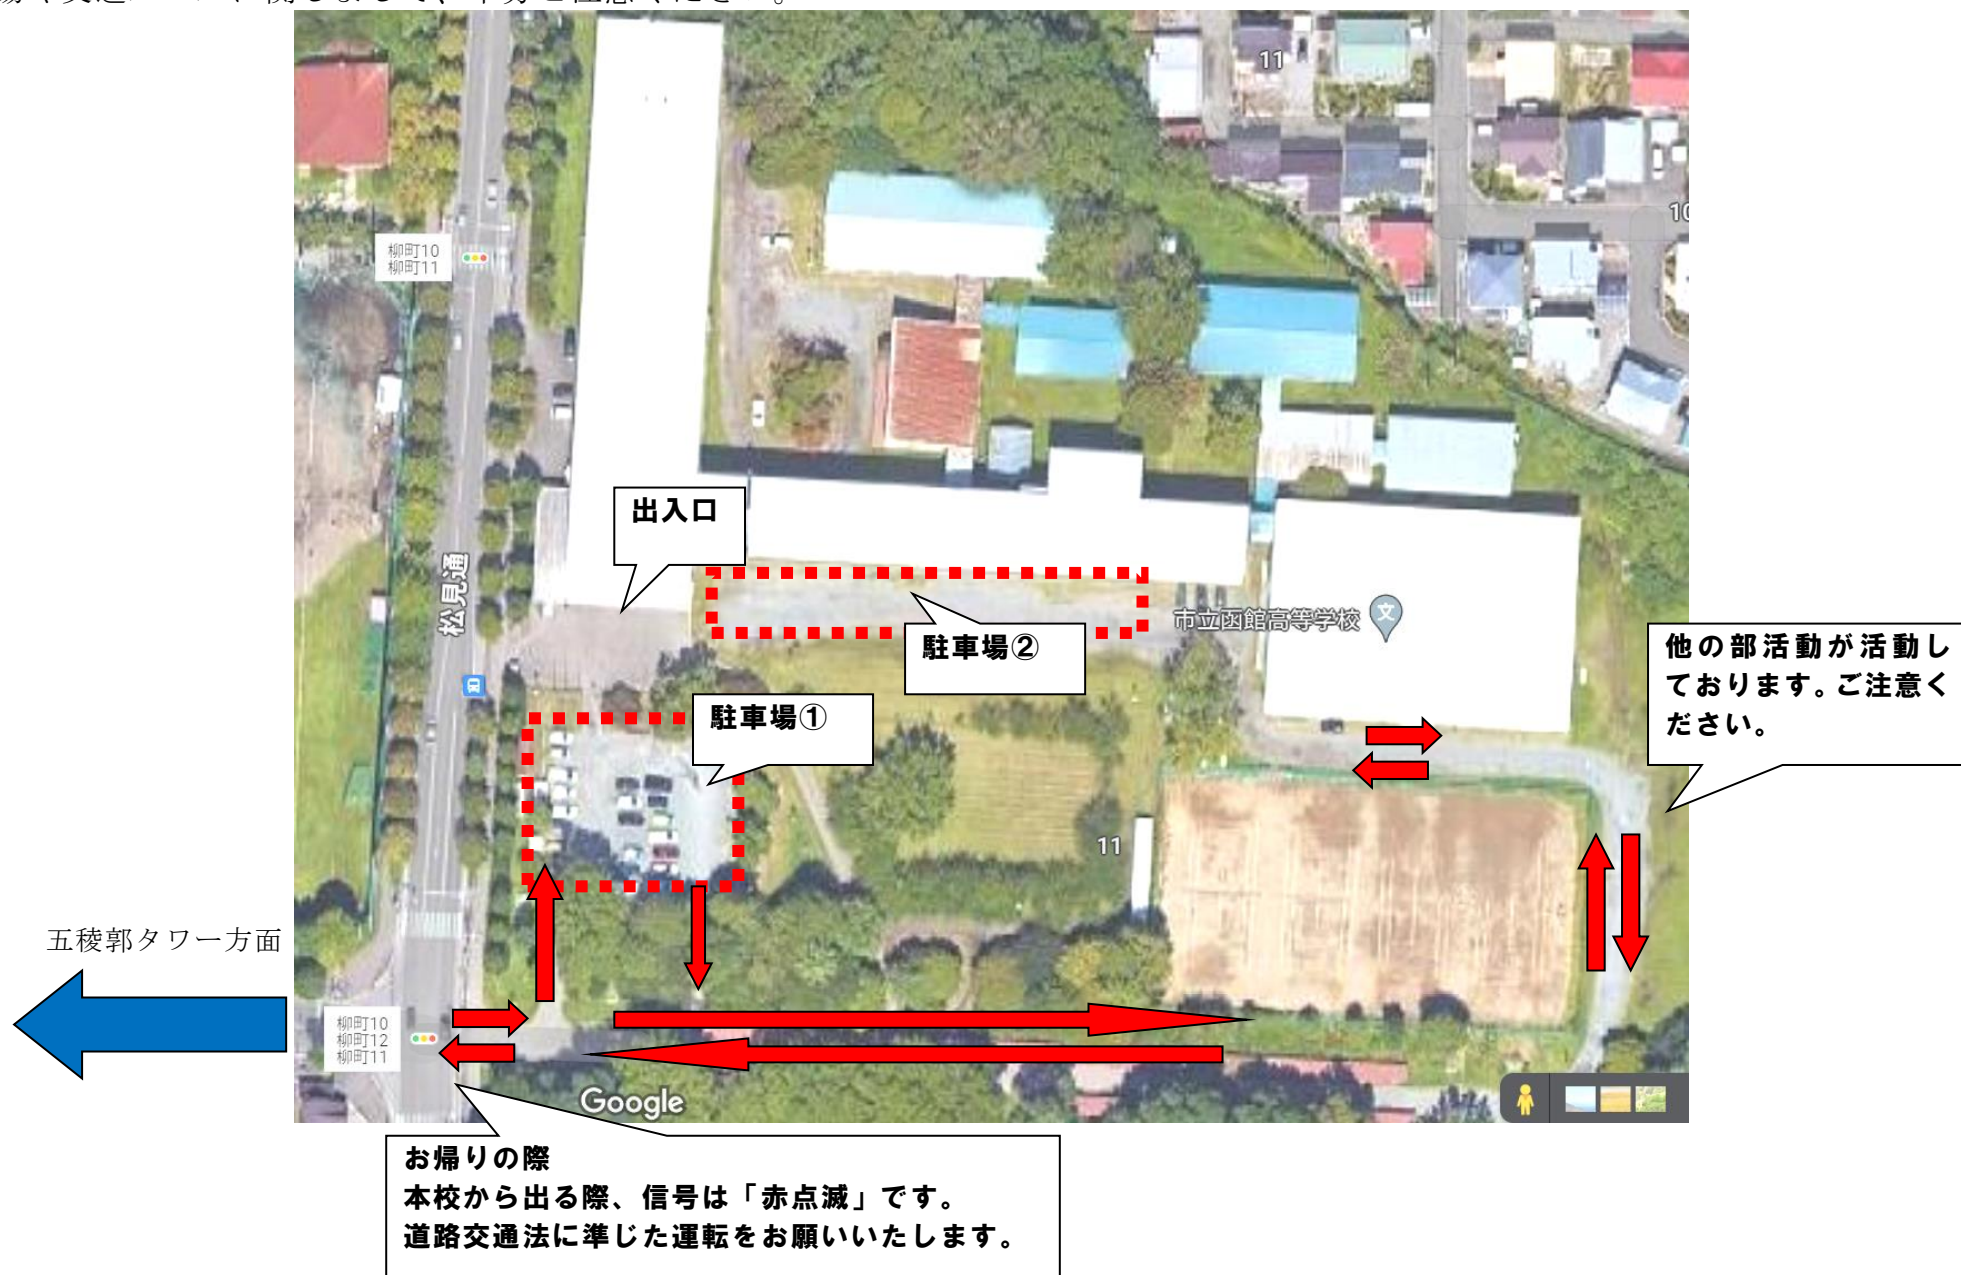 11
10
柳町10
柳町11
出入口
松見通
市立函館高等学校
文
駐車場②
他の部活動が活動し
ております。ご注意く
ださい。
駐車場①
11
五稜郭タワー方面
柳町10
柳町12
柳町11
Google
お帰りの際
本校から出る際、信号は「赤点滅」です。
道路交通法に準じた運転をお願いいたします。